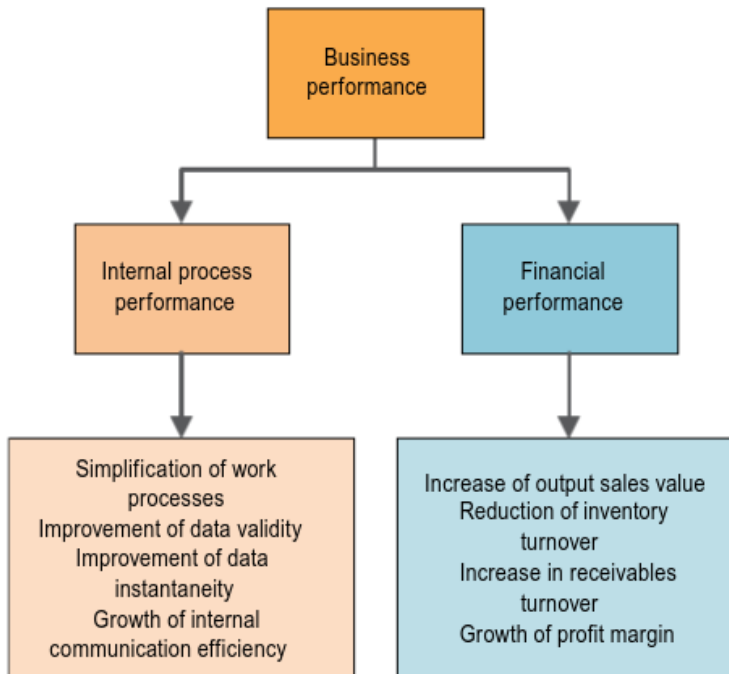 Business
performance
Internal process
performance
Financial
performance
Simplification of work
processes
Improvement of data validity
Improvement of data
instantaneity
Growth of internal
communication efficiency
Increase of output sales value
Reduction of inventory
turnover
Increase in receivables
turnover
Growth of profit margin